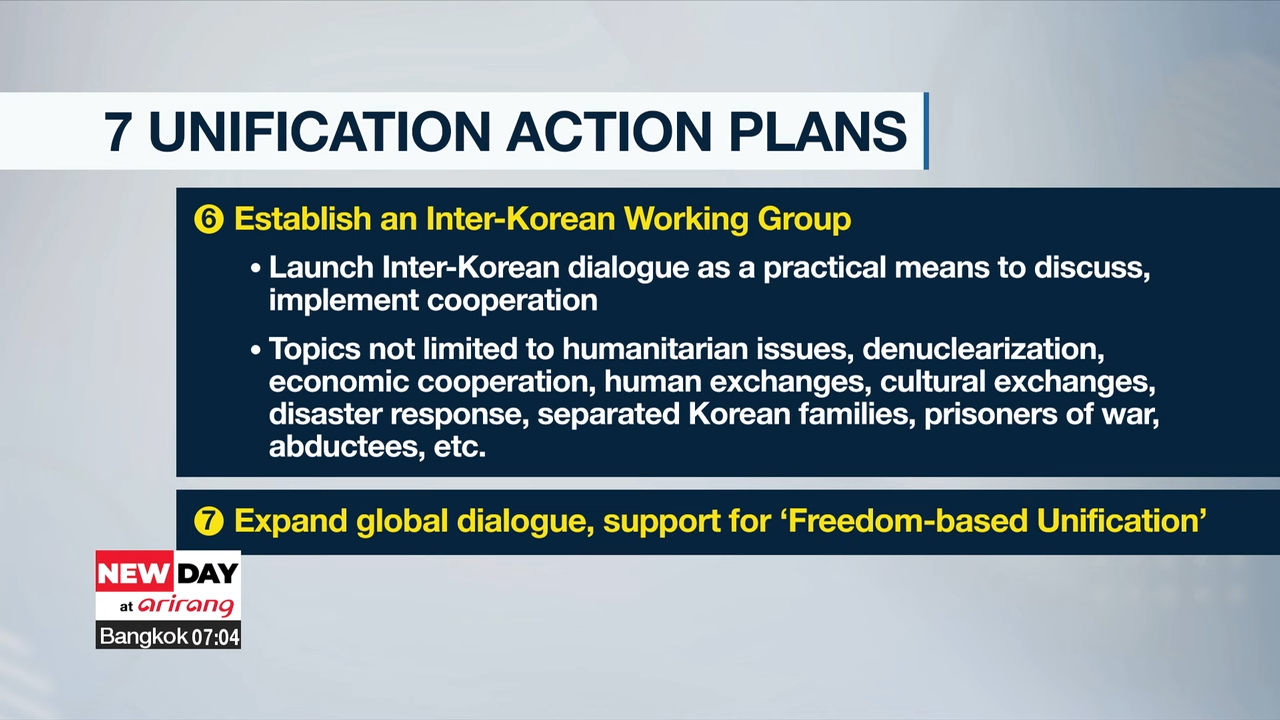 7 UNIFICATION ACTION PLANS
❻ Establish an Inter-Korean Working Group
• Launch Inter-Korean dialogue as a practical means to discuss,
implement cooperation
• Topics not limited to humanitarian issues, denuclearization,
economic cooperation, human exchanges, cultural exchanges,
disaster response, separated Korean families, prisoners of war,
abductees, etc.
❼ Expand global dialogue, support for ‘Freedom-based Unification’
NEW DAY
at arirang
Bangkok 07:04